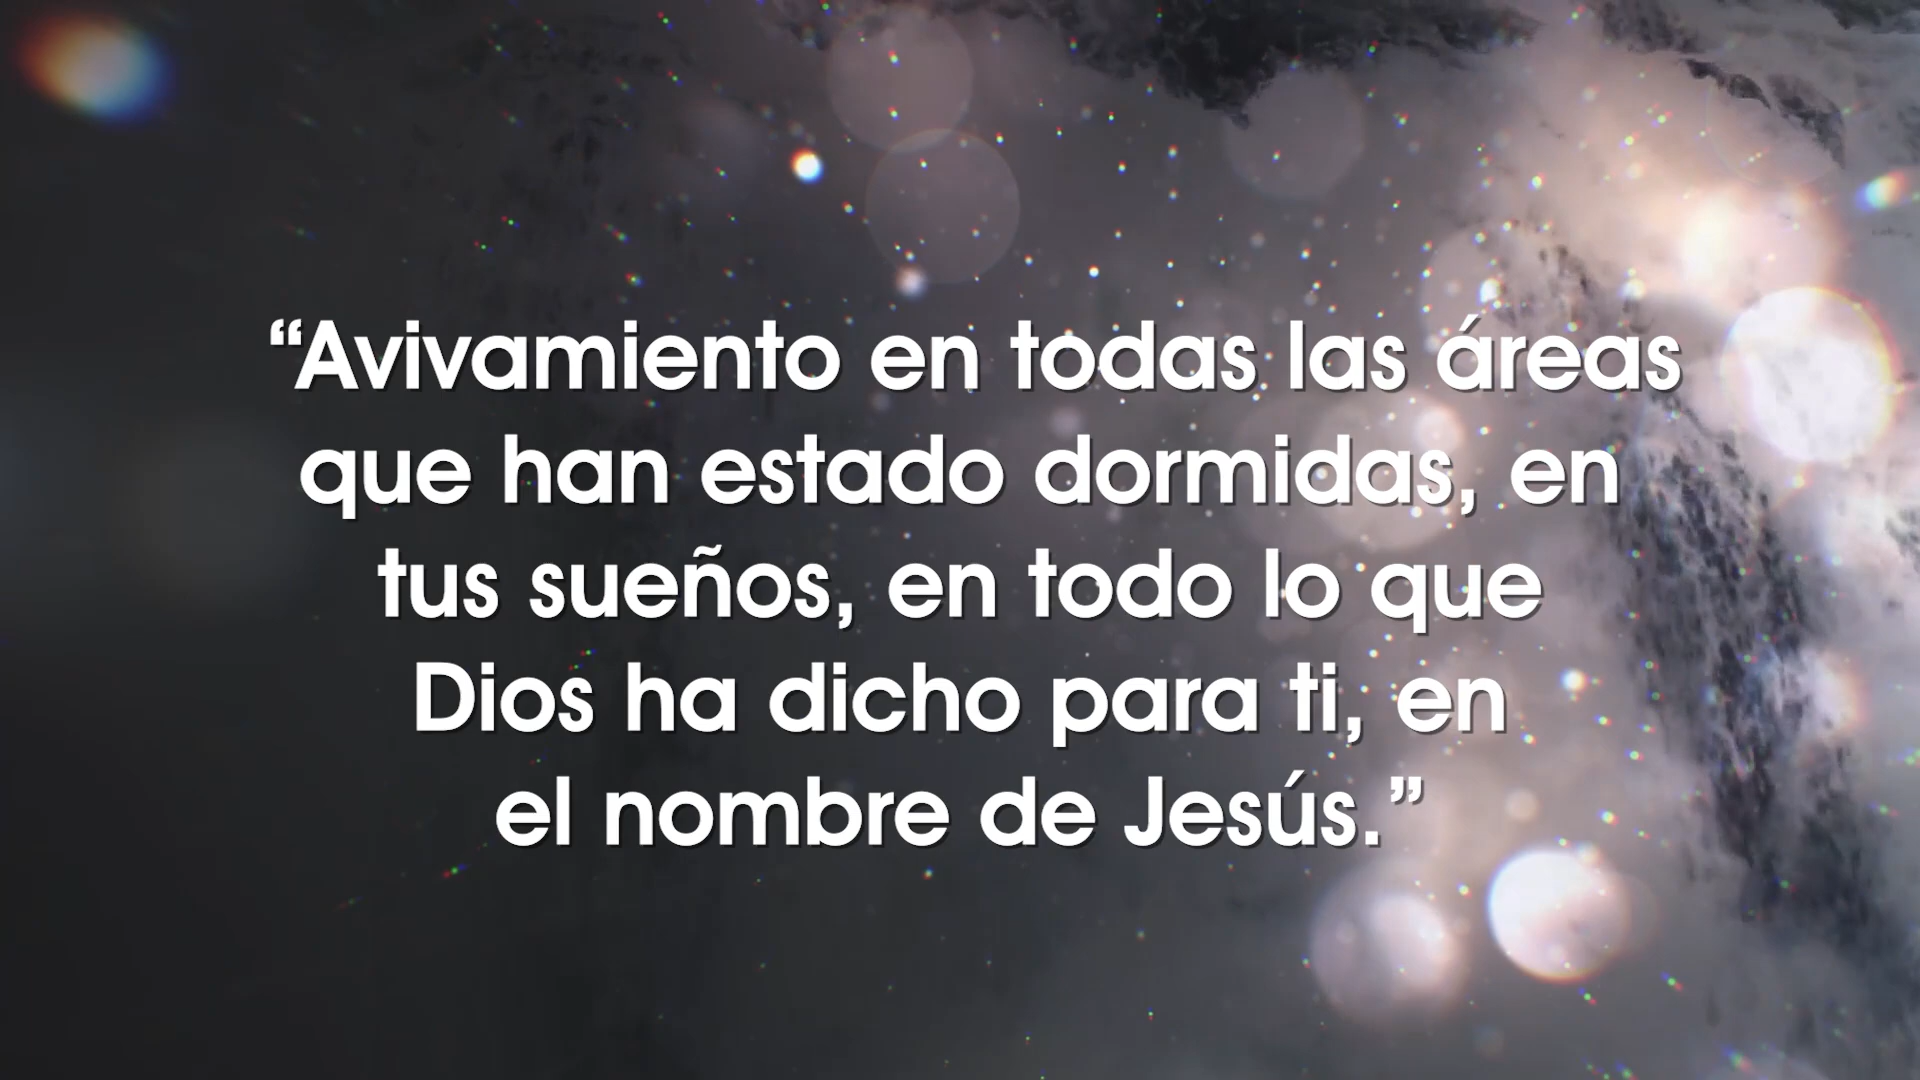 “Avivamiento en todas las áreas
que han estado dormidas, en
tus sueños, en todo lo que
Dios ha dicho para ti, en
el nombre de Jesús.”